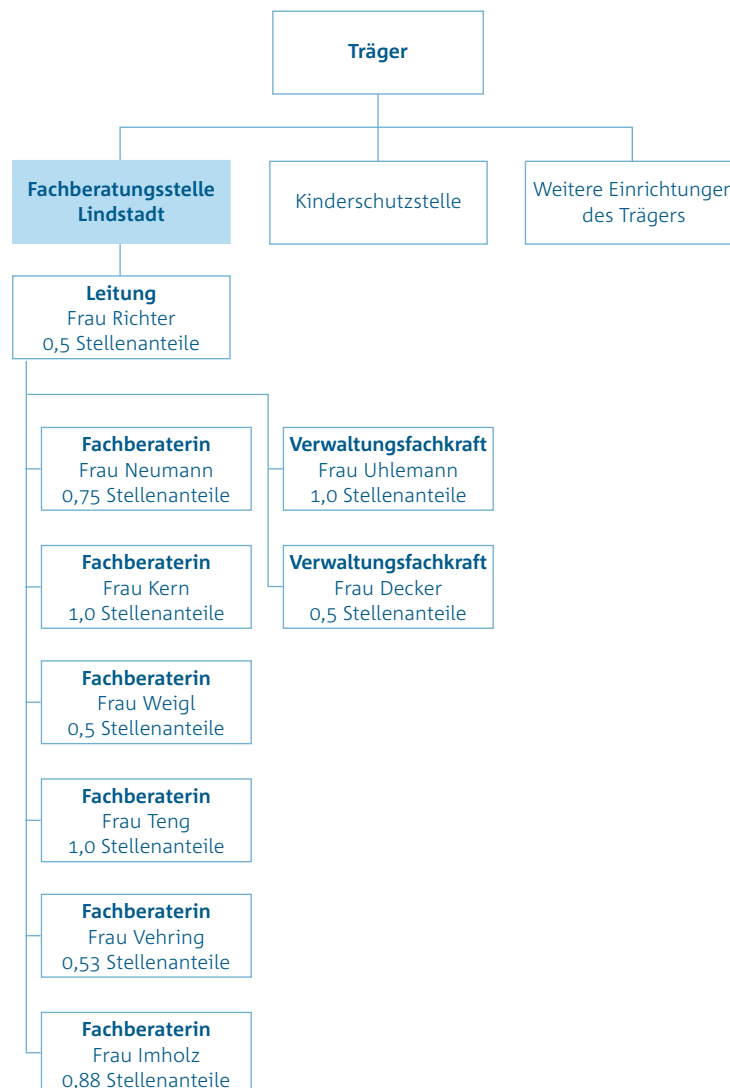 Träger
Fachberatungsstelle
Lindstadt
Kinderschutzstelle
Weitere Einrichtungen
des Trägers
Leitung
Frau Richter
0,5 Stellenanteile
Fachberaterin
Frau Neumann
0,75 Stellenanteile
Verwaltungsfachkraft
Frau Uhlemann
1,0 Stellenanteile
Fachberaterin
Frau Kern
1,0 Stellenanteile
Verwaltungsfachkraft
Frau Decker
0,5 Stellenanteile
Fachberaterin
Frau Weigl
0,5 Stellenanteile
Fachberaterin
Frau Teng
1,0 Stellenanteile
Fachberaterin
Frau Vehring
0,53 Stellenanteile
Fachberaterin
Frau Imholz
0,88 Stellenanteile